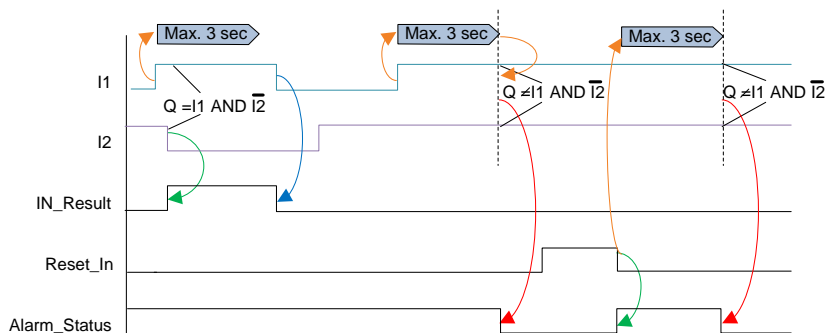 Max. 3 sec
Max. 3 sec
Max. 3 sec
I1
Q =I1 AND I2̅
Q ≠I1 AND I2̅
Q ≠I1 AND I2̅
I2
IN_Result
Reset_In
Alarm_Status